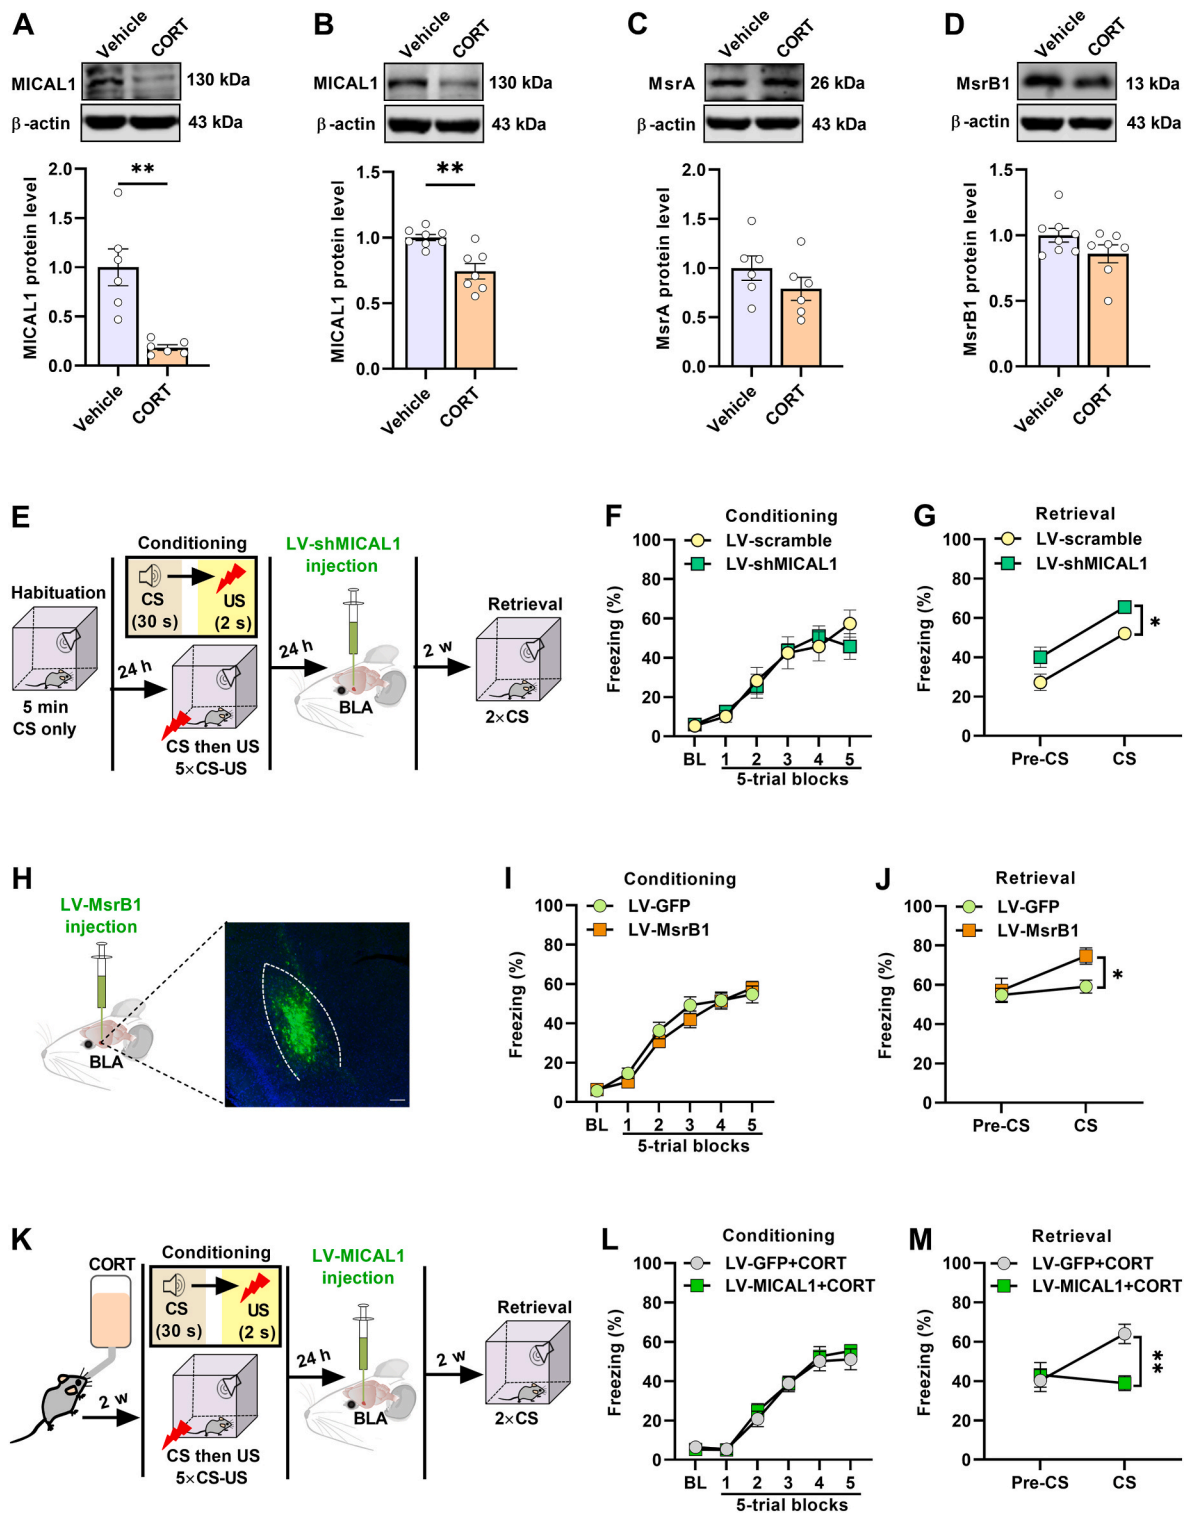 A
Vehicle
CORT
MICAL1
130 kDa
β-actin
43 kDa
MICAL1 protein level
2.0
1.5
1.0
0.5
0.0
**
Vehicle
CORT
B
Vehicle
CORT
MICAL1
130 kDa
β-actin
43 kDa
MICAL1 protein level
1.5
1.0
0.5
0.0
**
Vehicle
CORT
C
Vehicle
CORT
MsrA
26 kDa
β-actin
43 kDa
MsrA protein level
2.0
1.5
1.0
0.5
0.0
Vehicle
CORT
D
Vehicle
CORT
MsrB1
13 kDa
β-actin
43 kDa
MsrB1 protein level
1.5
1.0
0.5
0.0
Vehicle
CORT
E
Habituation
5 min
CS only
24 h
Conditioning
CS
(30 s)
US
(2 s)
CS then US
5×CS-US
24 h
LV-shMICAL1
injection
BLA
2 w
Retrieval
2×CS
F
Conditioning
LV-scramble
LV-shMICAL1
Freezing (%)
100
80
60
40
20
0
BL 1 2 3 4 5
5-trial blocks
G
Retrieval
LV-scramble
LV-shMICAL1
Freezing (%)
100
80
60
40
20
0
*
Pre-CS CS
H
LV-MsrB1
injection
BLA
I
Conditioning
LV-GFP
LV-MsrB1
Freezing (%)
100
80
60
40
20
0
BL 1 2 3 4 5
5-trial blocks
J
Retrieval
LV-GFP
LV-MsrB1
Freezing (%)
100
80
60
40
20
0
*
Pre-CS CS
K
CORT
2 w
Conditioning
CS
(30 s)
US
(2 s)
CS then US
5×CS-US
24 h
LV-MICAL1
injection
BLA
2 w
Retrieval
2×CS
L
Conditioning
LV-GFP+CORT
LV-MICAL1+CORT
Freezing (%)
100
80
60
40
20
0
BL 1 2 3 4 5
5-trial blocks
M
Retrieval
LV-GFP+CORT
LV-MICAL1+CORT
Freezing (%)
100
80
60
40
20
0
**
Pre-CS CS